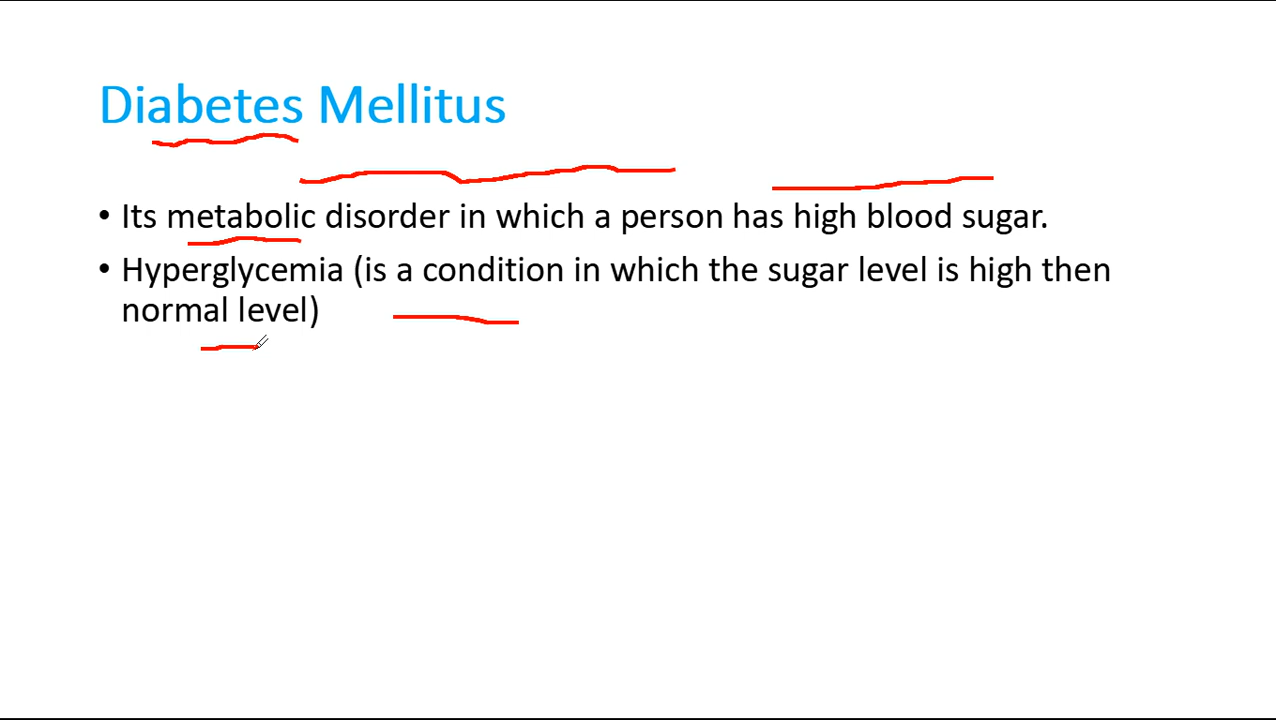 Diabetes Mellitus
• Its metabolic disorder in which a person has high blood sugar.
• Hyperglycemia (is a condition in which the sugar level is high then
normal level)